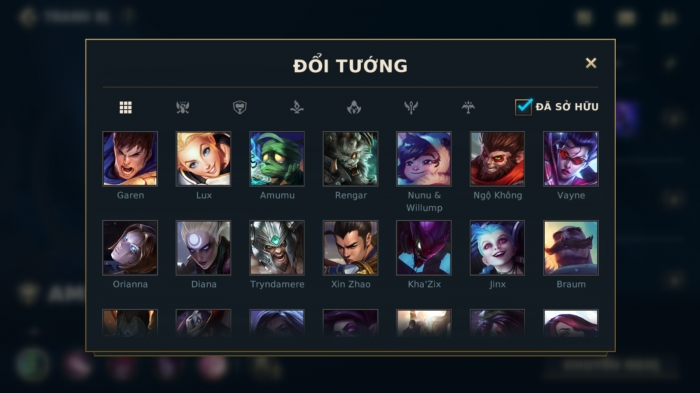 ĐỔI TƯỚNG
ĐÃ SỞ HỮU
Garen
Lux
Amumu
Rengar
Nunu &
Willump
Ngộ Không
Vayne
Orianna
Diana
Tryndamere
Xin Zhao
Kha'Zix
Jinx
Braum